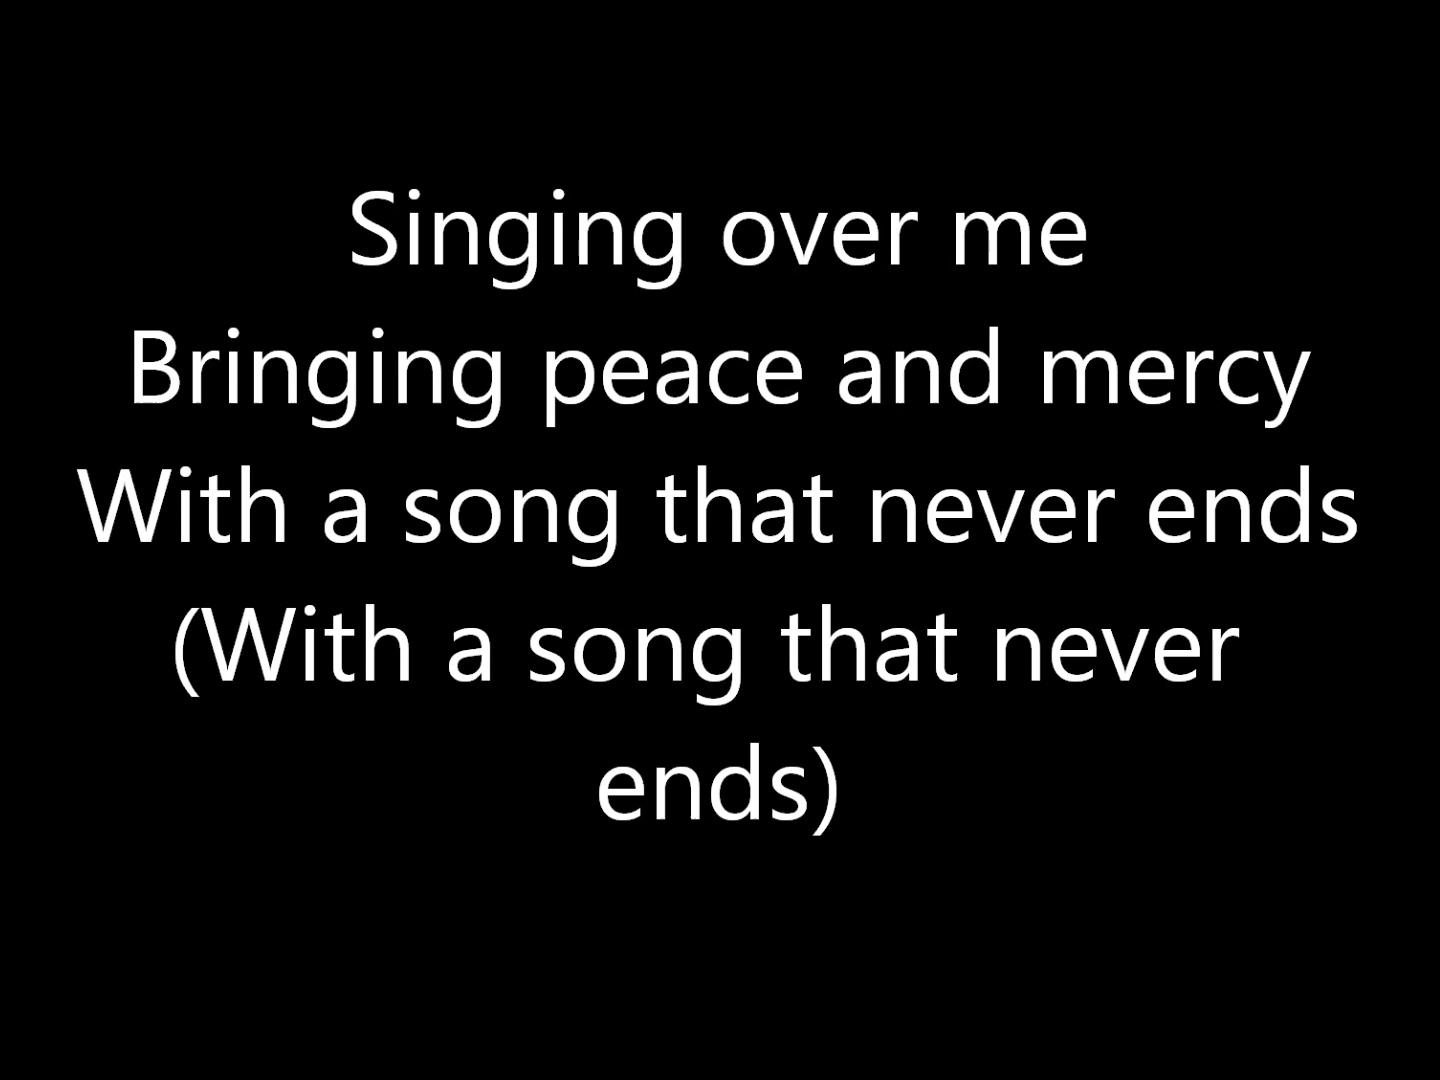 Singing over me
Bringing peace and mercy
With a song that never ends
(With a song that never
ends)